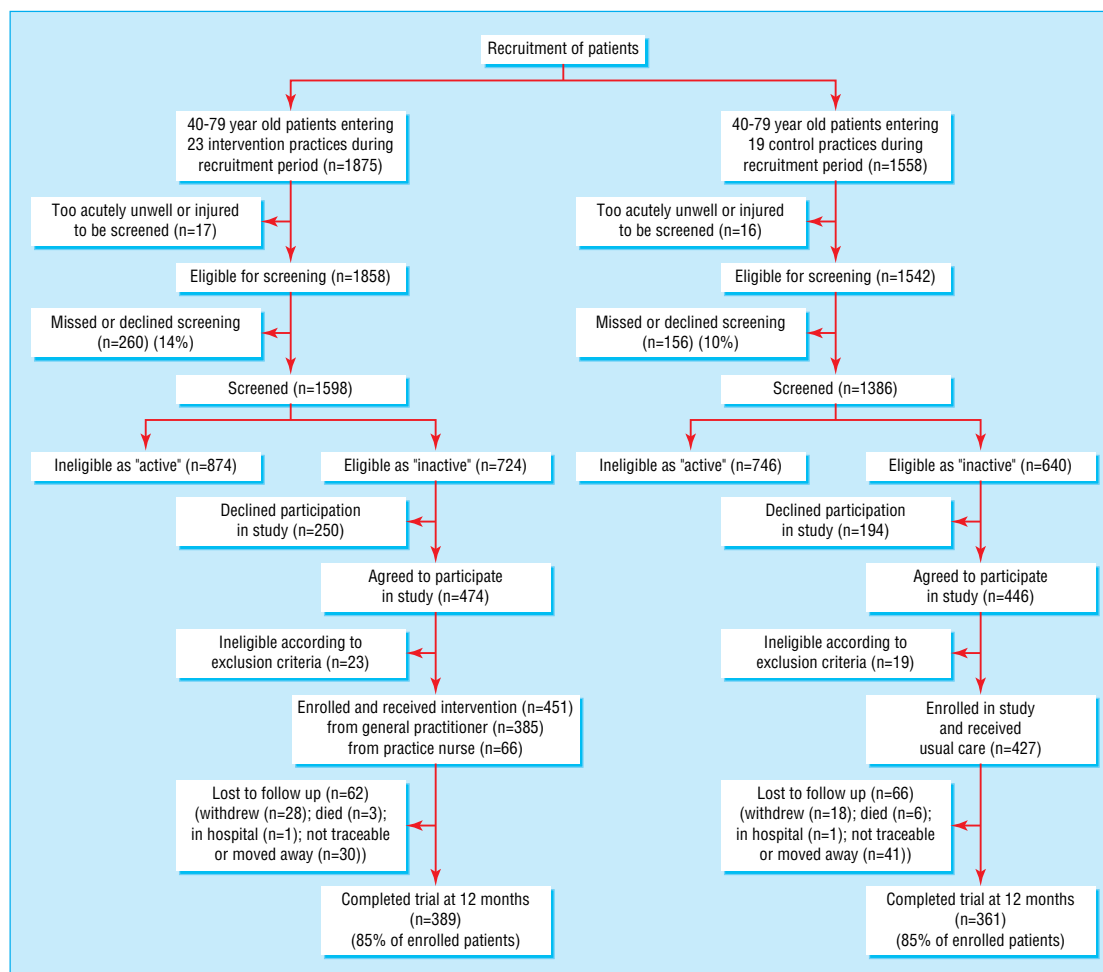 Recruitment of patients
40-79 year old patients entering
23 intervention practices during
recruitment period (n=1875)
40-79 year old patients entering
19 control practices during
recruitment period (n=1558)
Too acutely unwell or injured
to be screened (n=17)
Too acutely unwell or injured
to be screened (n=16)
Eligible for screening (n=1858)
Eligible for screening (n=1542)
Missed or declined screening
(n=260) (14%)
Missed or declined screening
(n=156) (10%)
Screened (n=1598)
Screened (n=1386)
Ineligible as "active" (n=874)
Eligible as "inactive" (n=724)
Ineligible as "active" (n=746)
Eligible as "inactive" (n=640)
Declined participation
in study (n=250)
Declined participation
in study (n=194)
Agreed to participate
in study (n=474)
Agreed to participate
in study (n=446)
Ineligible according to
exclusion criteria (n=23)
Ineligible according to
exclusion criteria (n=19)
Enrolled and received intervention (n=451)
from general practitioner (n=385)
from practice nurse (n=66)
Enrolled in study
and received
usual care (n=427)
Lost to follow up (n=62)
(withdrew (n=28); died (n=3);
in hospital (n=1); not traceable
or moved away (n=30))
Lost to follow up (n=66)
(withdrew (n=18); died (n=6);
in hospital (n=1); not traceable
or moved away (n=41))
Completed trial at 12 months
(n=389)
(85% of enrolled patients)
Completed trial at 12 months
(n=361)
(85% of enrolled patients)